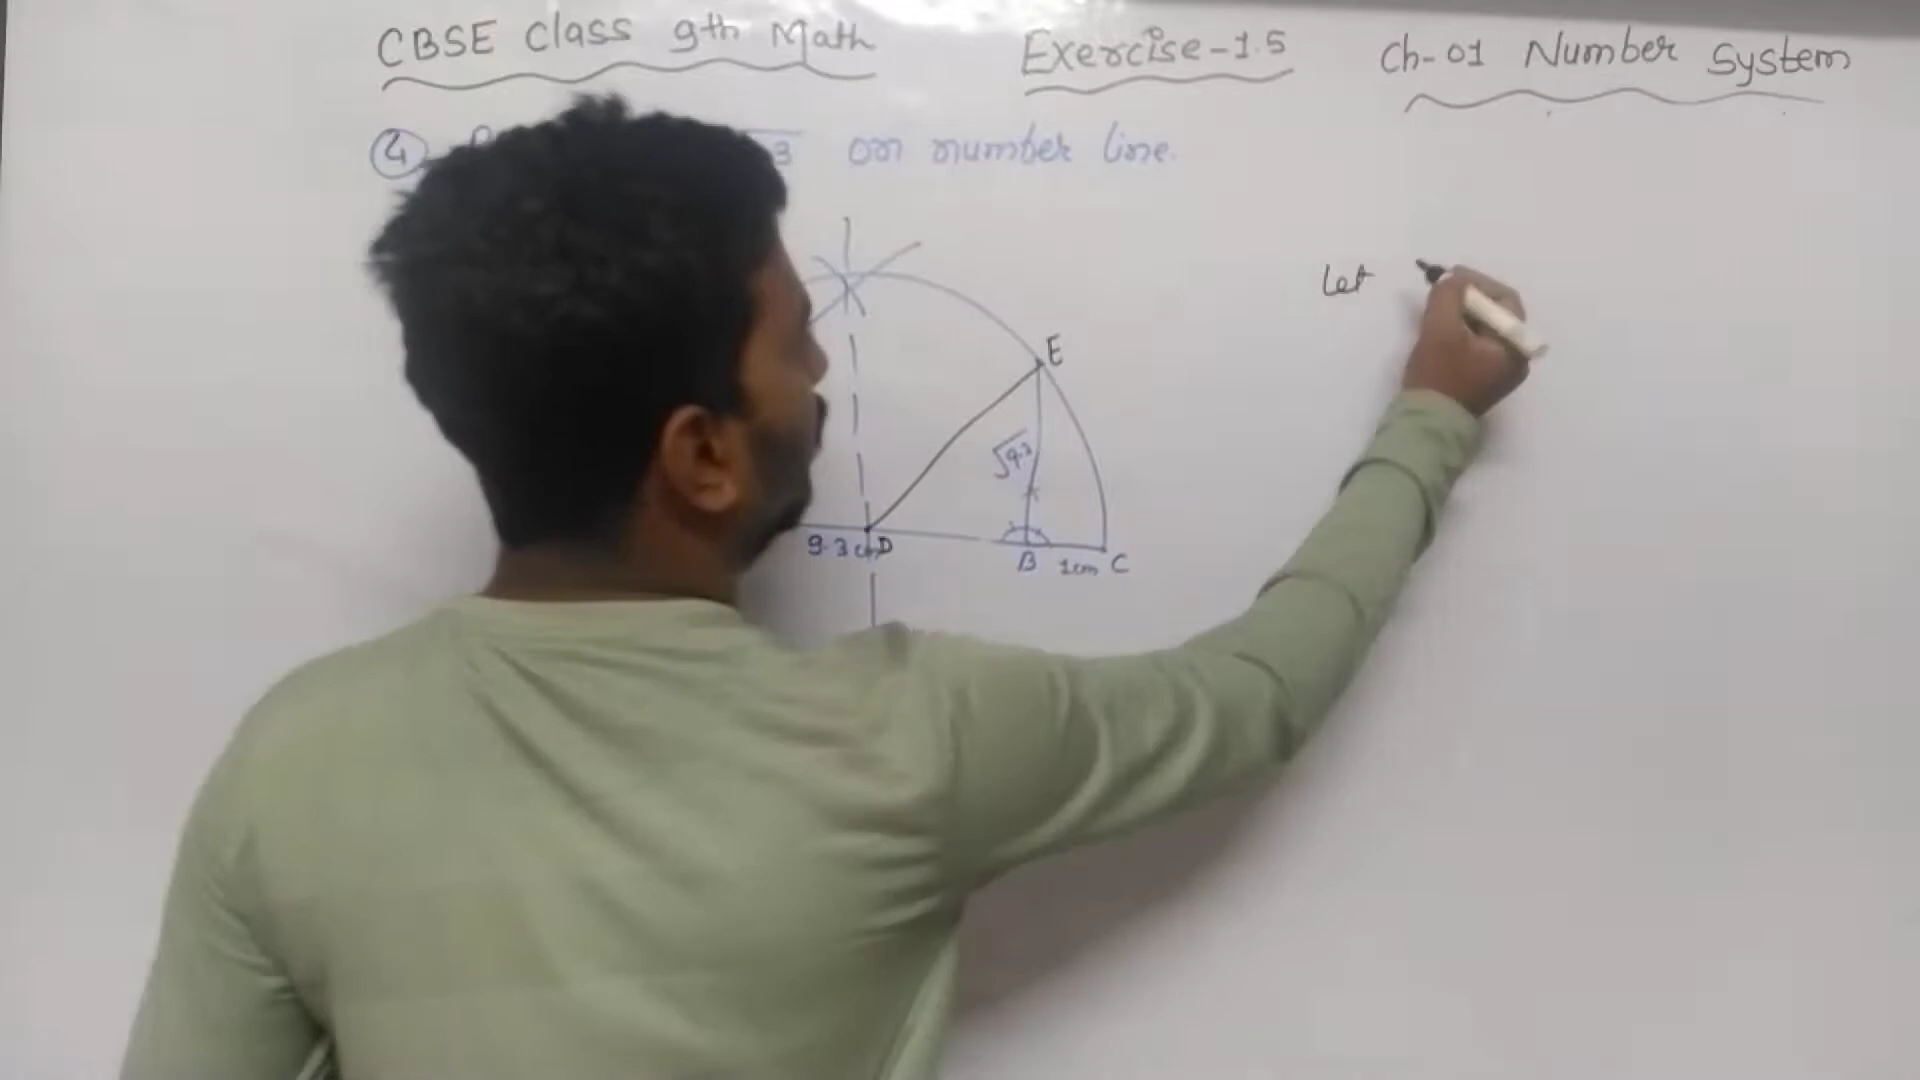 CBSE Class 9th Math Exercise-1.5 Ch-01 Number System
4 3 on number line.
Let
E
√9.3
9.3 cm D B 1cm C